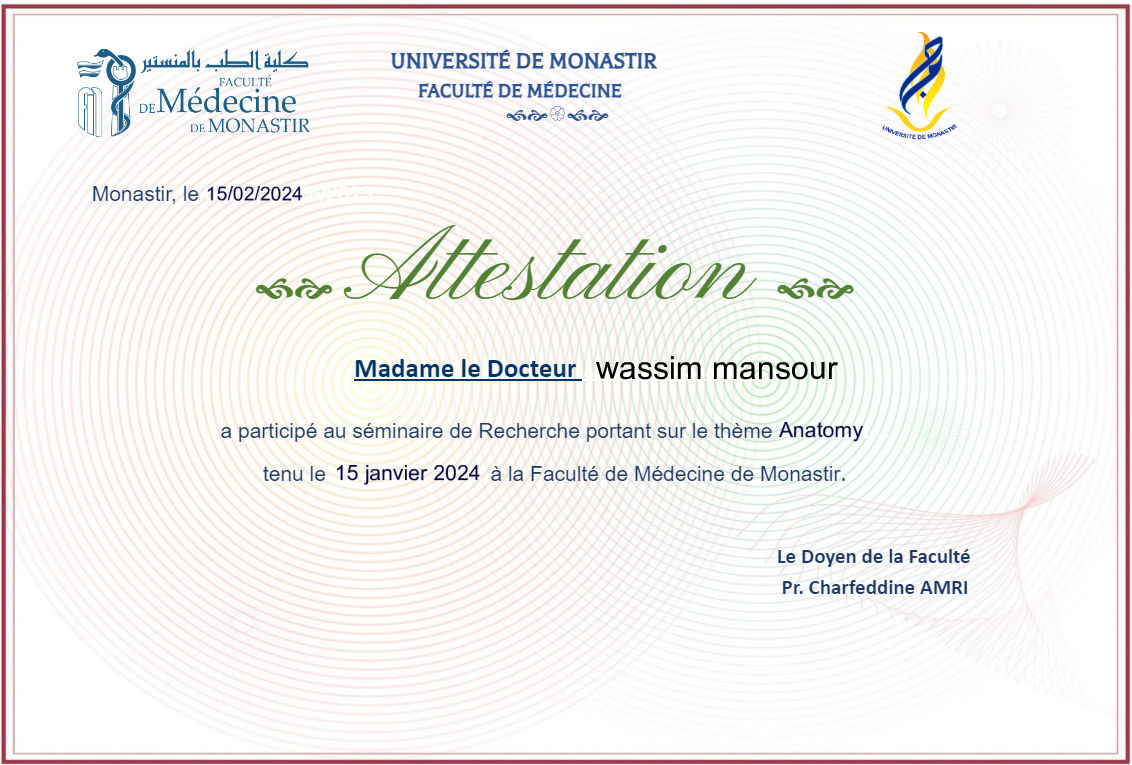 كلية الطب بالمنستير
FACULTÉ
DE Médecine
DE MONASTIR
UNIVERSITÉ DE MONASTIR
FACULTÉ DE MÉDECINE
UNIVERSITÉ DE MONASTIR
Monastir, le 15/02/2024
Attestation
Madame le Docteur wassim mansour
a participé au séminaire de Recherche portant sur le thème Anatomy
tenu le 15 janvier 2024 à la Faculté de Médecine de Monastir.
Le Doyen de la Faculté
Pr. Charfeddine AMRI